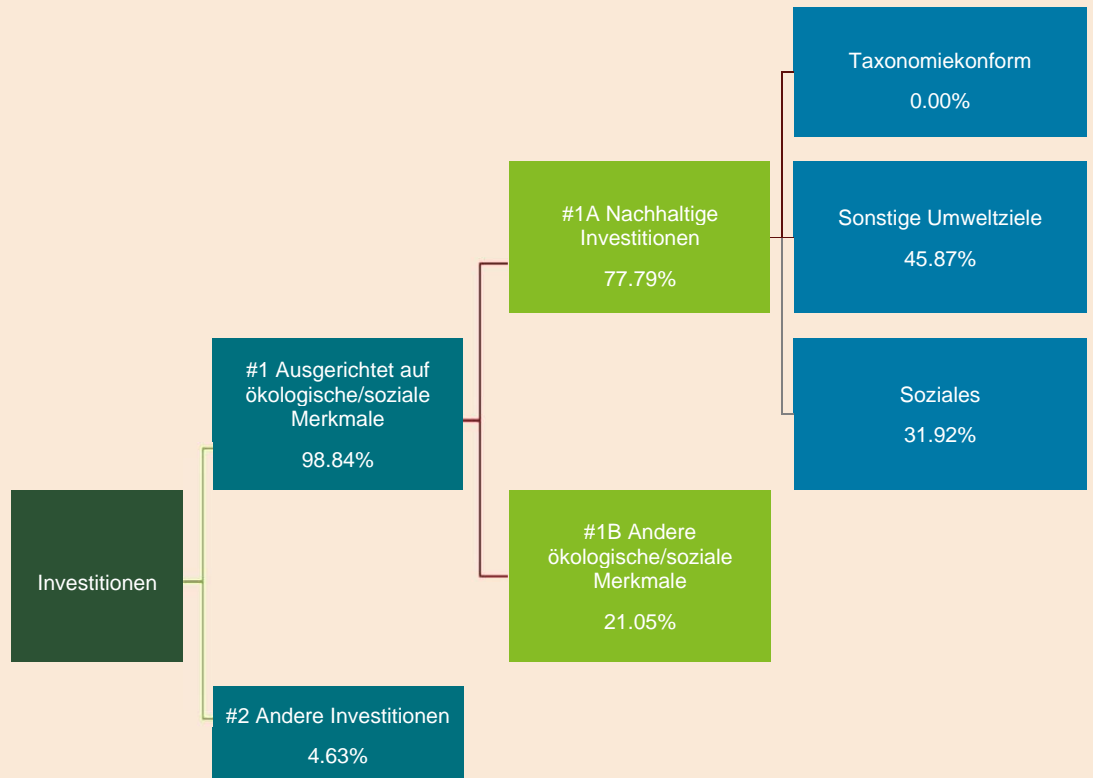 Investitionen
#1 Ausgerichtet auf
ökologische/soziale
Merkmale
98.84%
#2 Andere Investitionen
4.63%
#1A Nachhaltige
Investitionen
77.79%
#1B Andere
ökologische/soziale
Merkmale
21.05%
Taxonomiekonform
0.00%
Sonstige Umweltziele
45.87%
Soziales
31.92%